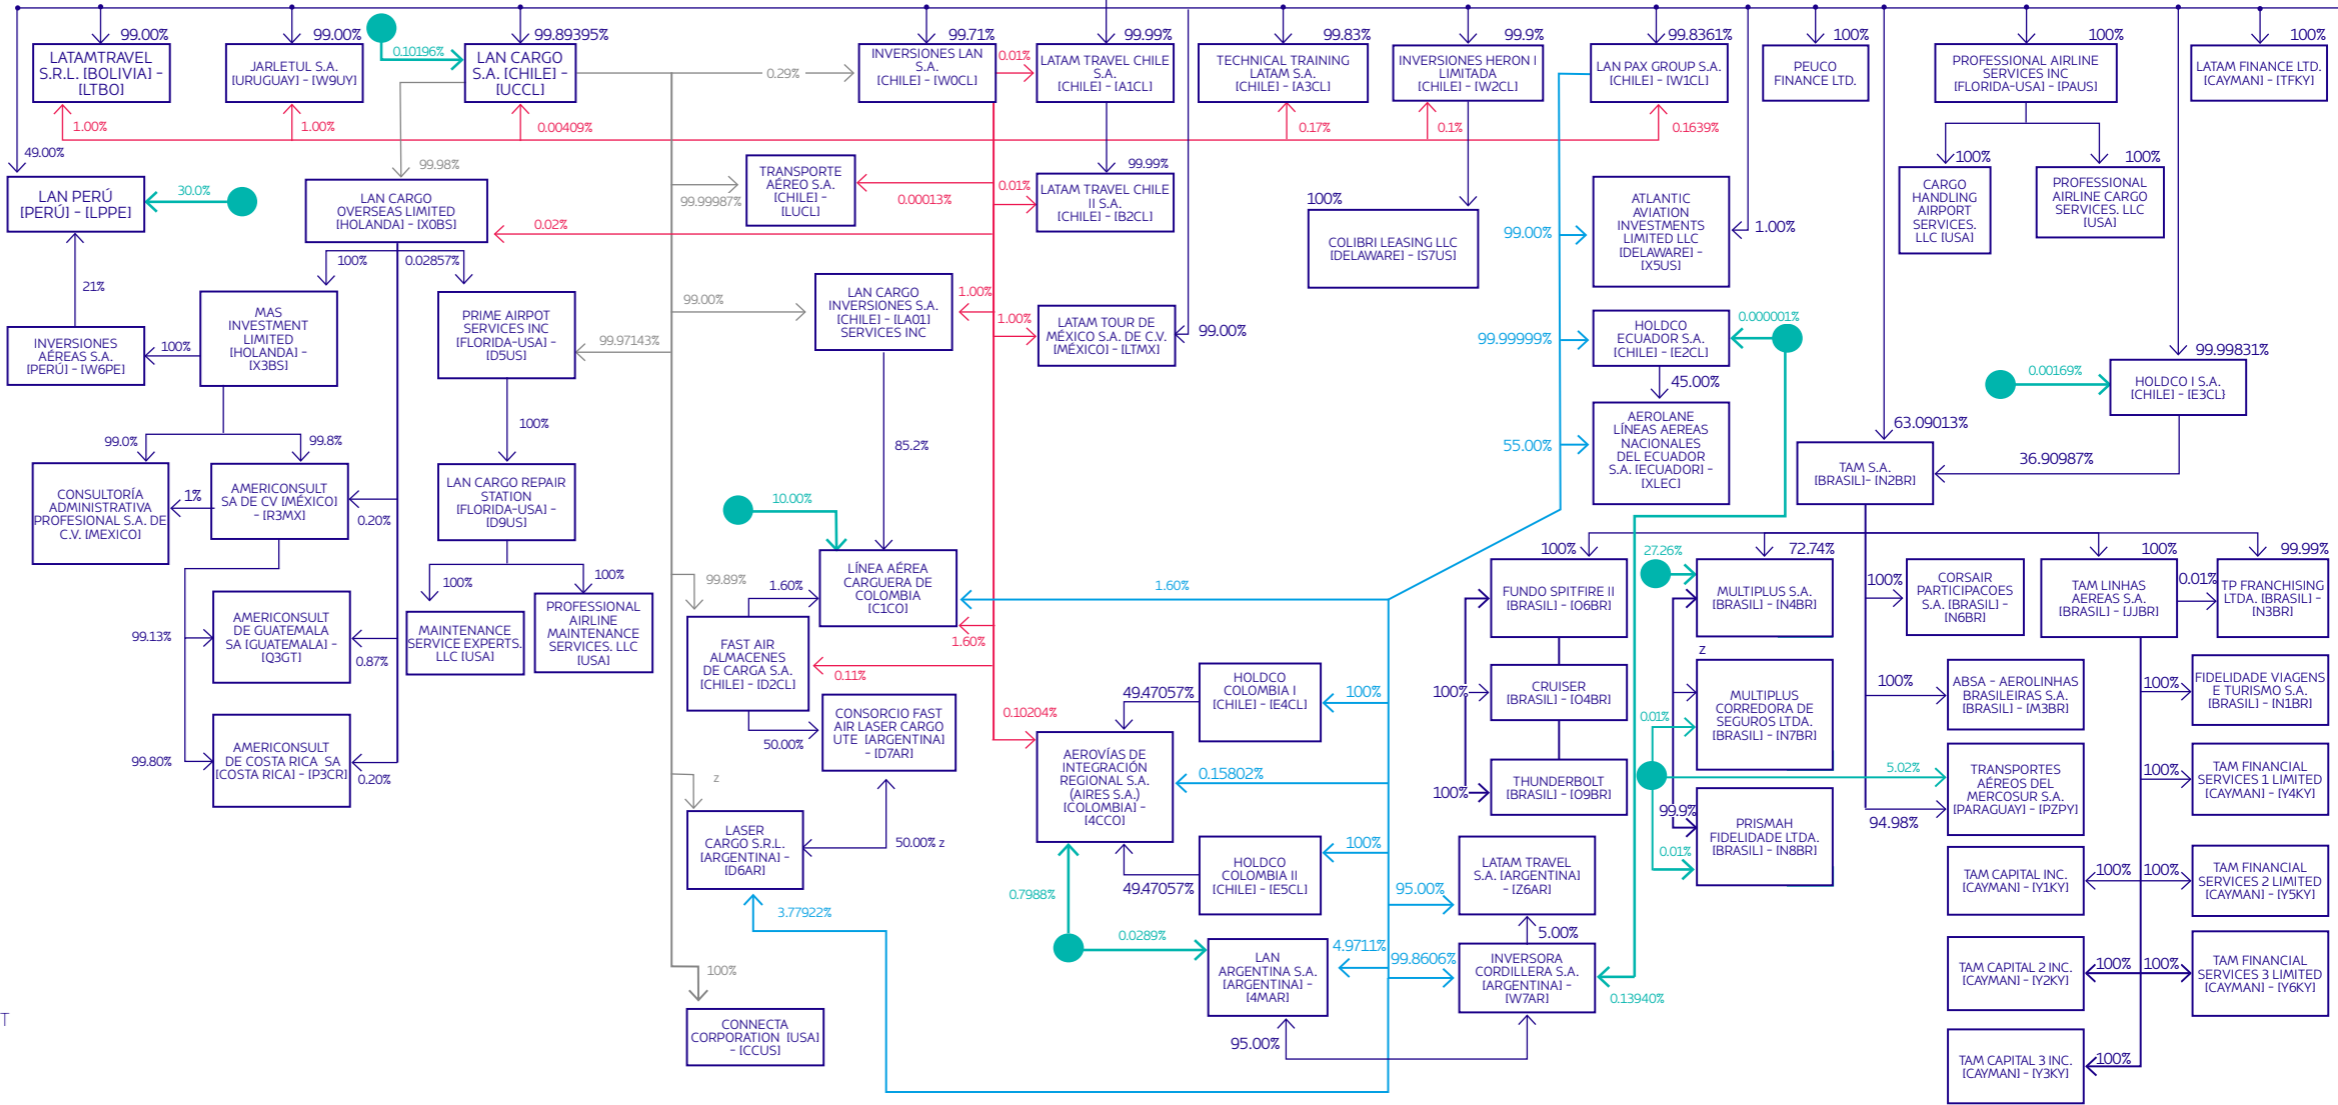 99.00%
99.00%
0.10196%
99.89395%
99.71%
0.01%
99.99%
99.83%
99.9%
99.8361%
100%
100%
100%
LATAMTRAVEL
S.R.L. [BOLIVIA] -
[LTBO]
JARLETUL S.A.
[URUGUAY] - [W9UY]
LAN CARGO
S.A. [CHILE] -
[UCCL]
0.29%
INVERSIONES LAN
S.A.
[CHILE] - [W0CL]
LATAM TRAVEL CHILE
S.A.
[CHILE] - [A1CL]
TECHNICAL TRAINING
LATAM S.A.
[CHILE] - [A3CL]
INVERSIONES HERON I
LIMITADA
[CHILE] - [W2CL]
LAN PAX GROUP S.A.
[CHILE] - [W1CL]
PEUCO
FINANCE LTD.
PROFESSIONAL AIRLINE
SERVICES INC
[FLORIDA-USA] - [PAUS]
LATAM FINANCE LTD.
[CAYMAN] - [TFKY]
1.00%
1.00%
0.00409%
0.17%
0.1%
0.1639%
49.00%
99.98%
LAN PERÚ
[PERÚ] - [LPPE]
30.0%
LAN CARGO
OVERSEAS LIMITED
[HOLANDA] - [X0BS]
TRANSPORTE
AÉREO S.A.
[CHILE] -
[LUCL]
99.99987%
0.00013%
99.99%
0.01%
LATAM TRAVEL CHILE
II S.A.
[CHILE] - [B2CL]
100%
COLIBRI LEASING LLC
[DELAWARE] - [S7US]
99.00%
ATLANTIC
AVIATION
INVESTMENTS
LIMITED LLC
[DELAWARE] -
[X5US]
1.00%
100%
CARGO
HANDLING
AIRPORT
SERVICES.
LLC [USA]
100%
PROFESSIONAL
AIRLINE CARGO
SERVICES. LLC
[USA]
0.02%
100%
0.02857%
21%
INVERSIONES
AÉREAS S.A.
[PERÚ] - [W6PE]
100%
MAS
INVESTMENT
LIMITED
[HOLANDA] -
[X3BS]
PRIME AIRPOT
SERVICES INC
[FLORIDA-USA] -
[D5US]
99.97143%
99.00%
LAN CARGO
INVERSIONES S.A.
[CHILE] - [LA01]
SERVICES INC
1.00%
1.00%
LATAM TOUR DE
MÉXICO S.A. DE C.V.
[MÉXICO] - [LTMX]
99.00%
99.99999%
HOLDCO
ECUADOR S.A.
[CHILE] - [E2CL]
0.000001%
45.00%
99.99831%
0.00169%
HOLDCO I S.A.
[CHILE] - [E3CL}
55.00%
AEROLANE
LÍNEAS AEREAS
NACIONALES
DEL ECUADOR
S.A. [ECUADOR] -
[XLEC]
63.09013%
TAM S.A.
[BRASIL]- [N2BR]
36.90987%
99.0%
99.8%
100%
85.2%
CONSULTORÍA
ADMINISTRATIVA
PROFESIONAL S.A. DE
C.V. [MEXICO]
1%
AMERICONSULT
SA DE CV [MÉXICO]
- [R3MX]
0.20%
LAN CARGO REPAIR
STATION
[FLORIDA-USA] -
[D9US]
10.00%
99.89%
1.60%
LÍNEA AÉREA
CARGUERA DE
COLOMBIA
[C1CO]
1.60%
1.60%
100%
100%
99.13%
AMERICONSULT
DE GUATEMALA
SA [GUATEMALA] -
[Q3GT]
0.87%
MAINTENANCE
SERVICE EXPERTS.
LLC [USA]
PROFESSIONAL
AIRLINE
MAINTENANCE
SERVICES. LLC
[USA]
FAST AIR
ALMACENES
DE CARGA S.A.
[CHILE] - [D2CL]
0.11%
100%
FUNDO SPITFIRE II
[BRASIL] - [O6BR]
27.26%
72.74%
MULTIPLUS S.A.
[BRASIL] - [N4BR]
100%
CORSAIR
PARTICIPACOES
S.A. [BRASIL] -
[N6BR]
100%
TAM LINHAS
AEREAS S.A.
[BRASIL] - [JJBR]
0.01%
99.99%
TP FRANCHISING
LTDA. [BRASIL] -
[N3BR]
99.80%
AMERICONSULT
DE COSTA RICA SA
[COSTA RICA] - [P3CR]
0.20%
50.00%
CONSORCIO FAST
AIR LASER CARGO
UTE [ARGENTINA]
- [D7AR]
0.10204%
49.47057%
HOLDCO
COLOMBIA I
[CHILE] - [E4CL]
100%
100%
CRUISER
[BRASIL] - [O4BR]
z
MULTIPLUS
CORREDORA DE
SEGUROS LTDA.
[BRASIL] - [N7BR]
0.01%
100%
ABSA - AEROLINHAS
BRASILEIRAS S.A.
[BRASIL] - [M3BR]
100%
FIDELIDADE VIAGENS
E TURISMO S.A.
[BRASIL] - [N1BR]
z
LASER
CARGO S.R.L.
[ARGENTINA] -
[D6AR]
50.00% z
AEROVÍAS DE
INTEGRACIÓN
REGIONAL S.A.
(AIRES S.A.)
[COLOMBIA] -
[4CCO]
0.15802%
100%
THUNDERBOLT
[BRASIL] - [O9BR]
5.02%
TRANSPORTES
AÉREOS DEL
MERCOSUR S.A.
[PARAGUAY] - [PZPY]
94.98%
100%
TAM FINANCIAL
SERVICES 1 LIMITED
[CAYMAN] - [Y4KY]
99.9%
0.01%
PRISMAH
FIDELIDADE LTDA.
[BRASIL] - [N8BR]
49.47057%
HOLDCO
COLOMBIA II
[CHILE] - [E5CL]
100%
95.00%
LATAM TRAVEL
S.A. [ARGENTINA]
- [Z6AR]
TAM CAPITAL INC.
[CAYMAN] - [Y1KY]
100%
100%
TAM FINANCIAL
SERVICES 2 LIMITED
[CAYMAN] - [Y5KY]
3.77922%
0.7988%
0.0289%
LAN
ARGENTINA S.A.
[ARGENTINA] -
[4MAR]
4.9711%
99.8606%
5.00%
INVERSORA
CORDILLERA S.A.
[ARGENTINA] -
[W7AR]
0.13940%
TAM CAPITAL 2 INC.
[CAYMAN] - [Y2KY]
100%
100%
TAM FINANCIAL
SERVICES 3 LIMITED
[CAYMAN] - [Y6KY]
100%
CONNECTA
CORPORATION [USA]
- [CCUS]
95.00%
TAM CAPITAL 3 INC.
[CAYMAN] - [Y3KY]
100%
T